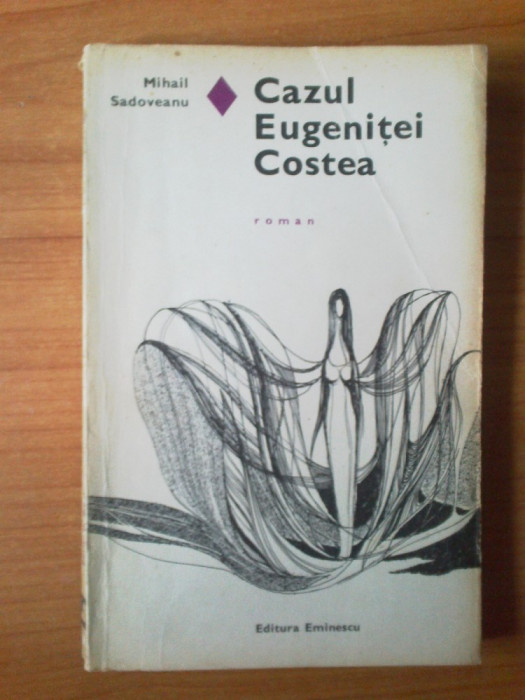 Mihail
Sadoveanu
Cazul
Eugeniței
Costea
roman
Editura Eminescu